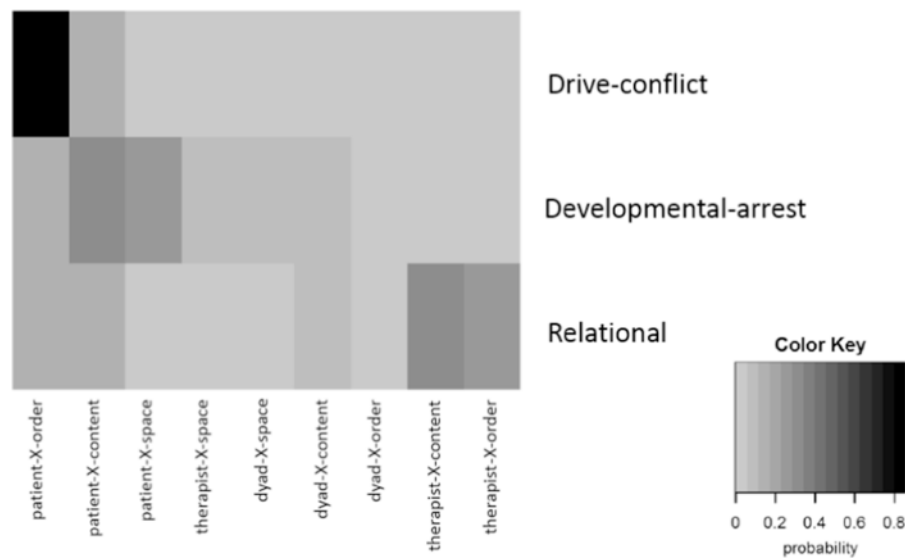 Drive-conflict
Developmental-arrest
Relational
patient-X-order
patient-X-content
patient-X-space
therapist-X-space
dyad-X-space
dyad-X-content
dyad-X-order
therapist-X-content
therapist-X-order
Color Key
0 0.2 0.4 0.6 0.8
probability